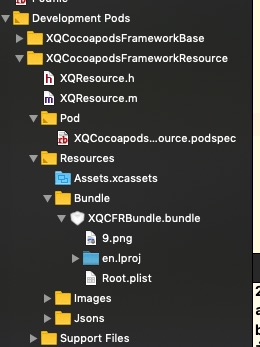 Development Pods
XQCocoapodsFrameworkBase
XQCocoapodsFrameworkResource
XQResource.h
XQResource.m
Pod
XQCocoapods...ource.podspec
Resources
Assets.xcassets
Bundle
XQCFRBundle.bundle
9.png
en.lproj
Root.plist
Images
Jsons
Support Files